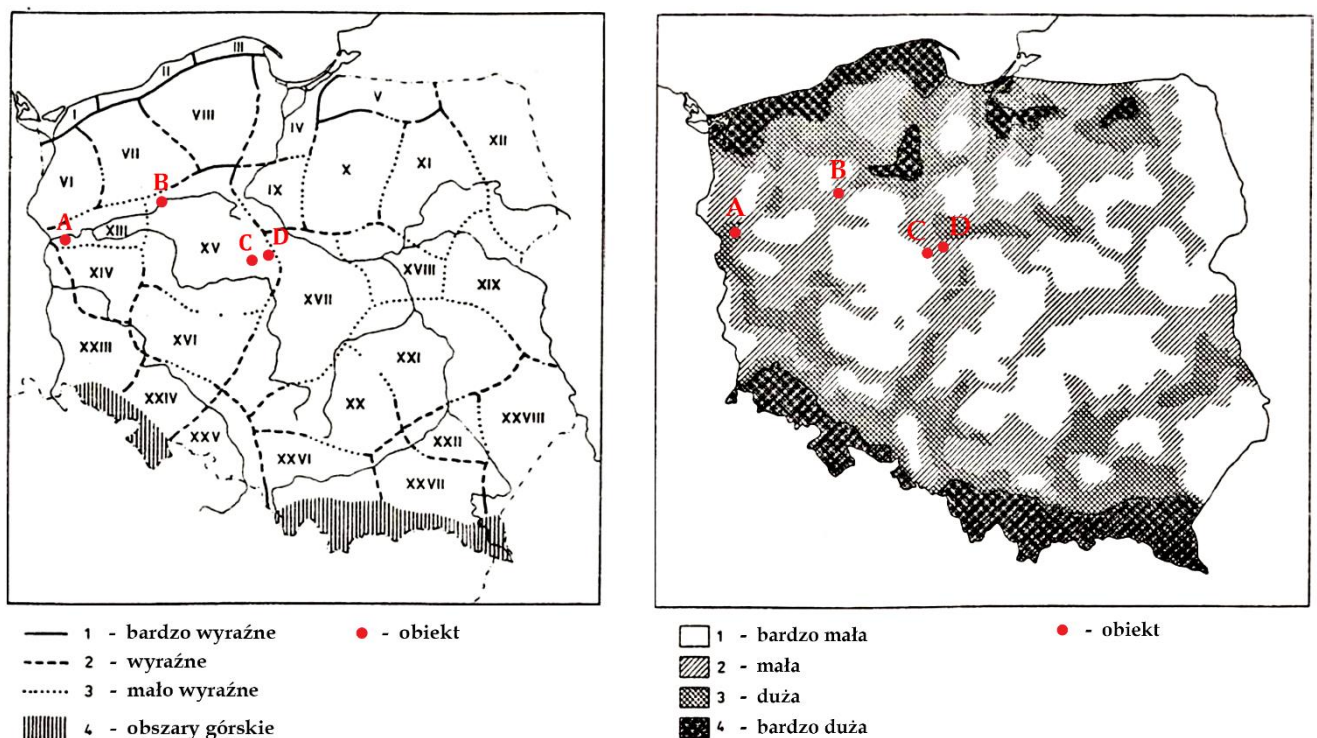 III
II
I
V
VIII
IV
VII
XII
X
XI
VI
B
IX
A
XIII
D
XV
C
XIV
XVIII
XIX
XVII
XVI
XXIII
XXI
XX
XXIV
XXVIII
XXV
XXII
XXVI
XXVII
1 - bardzo wyraźne
- obiekt
2 - wyraźne
3 - mało wyraźne
4 - obszary górskie
B
A
D
C
1 - bardzo mała
- obiekt
2 - mała
3 - duża
4 - bardzo duża